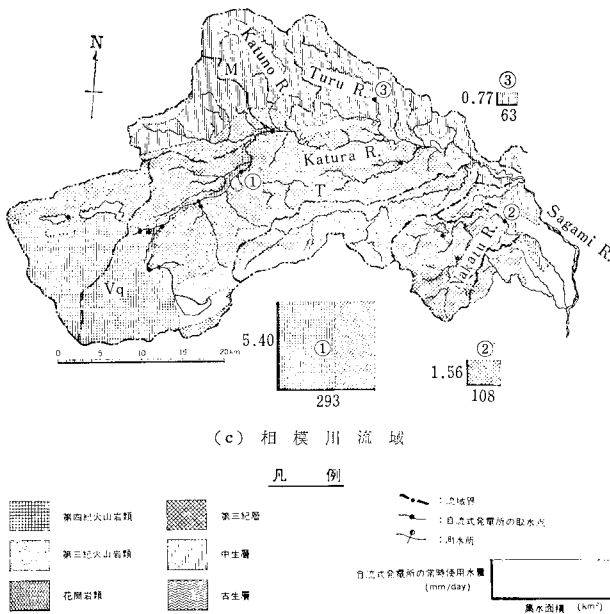 N
M
Katuno R.
Turu R.
③
③
0.77
63
Katura R.
①
T
②
Sagami R.
Vq
0 5 10 15 20km
5.40
①
293
②
1.56
108
(c) 相模川流域
凡 例
第四紀火山岩類
第三紀層
:流域界
第三紀火山岩類
中生層
:自流式発電所の取水点
花崗岩類
古生層
自流式発電所の常時使用水量
(mm/day)
集水面積 (km²)